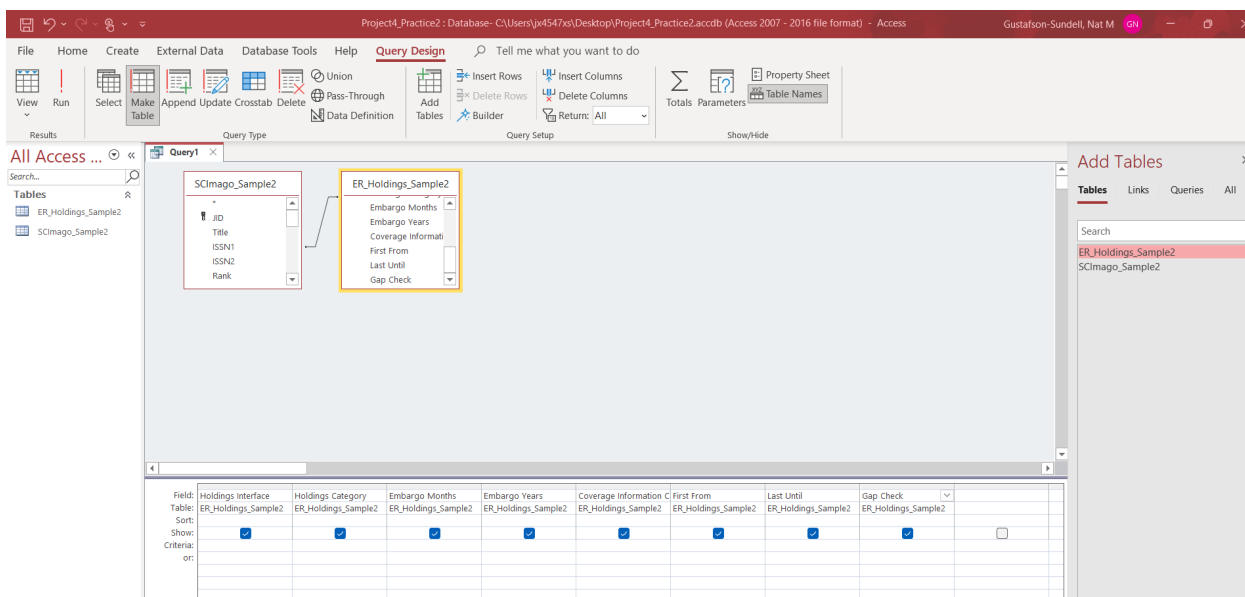 Project4_Practice2 : Database- C:\Users\jx4547xs\Desktop\Project4_Practice2.accdb (Access 2007 - 2016 file format) - Access
Gustafson-Sundell, Nat M
GN
File Home Create External Data Database Tools Help Query Design Tell me what you want to do
View
Run
Select
Make Table
Append
Update
Crosstab
Delete
Union
Pass-Through
Data Definition
Add Tables
Insert Rows
Delete Rows
Builder
Insert Columns
Delete Columns
Return: All
Totals
Parameters
Property Sheet
Table Names
Results
Query Type
Query Setup
Show/Hide
All Access ...
Search...
Tables
ER_Holdings_Sample2
SCImago_Sample2
Query1
SCImago_Sample2
*
JID
Title
ISSN1
ISSN2
Rank
ER_Holdings_Sample2
Embargo Months
Embargo Years
Coverage Informati
First From
Last Until
Gap Check
Add Tables
Tables Links Queries All
Search
ER_Holdings_Sample2
SCImago_Sample2
Field: Holdings Interface Holdings Category Embargo Months Embargo Years Coverage Information C First From Last Until Gap Check
Table: ER_Holdings_Sample2 ER_Holdings_Sample2 ER_Holdings_Sample2 ER_Holdings_Sample2 ER_Holdings_Sample2 ER_Holdings_Sample2 ER_Holdings_Sample2 ER_Holdings_Sample2
Sort:
Show:
Criteria:
or: